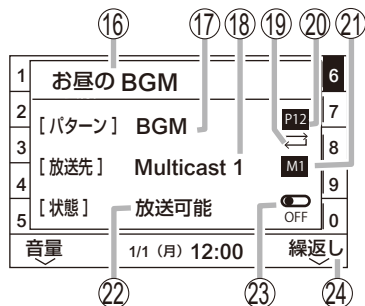 ⑯ ⑰ ⑱ ⑲ ⑳ ㉑
1 お昼の BGM 6
2 [パターン] BGM P12 7
3 8
[放送先] Multicast 1 M1
4 9
[状態] 放送可能 OFF
5 0
音量 1/1 (月) 12:00 繰返し
㉒ ㉓ ㉔